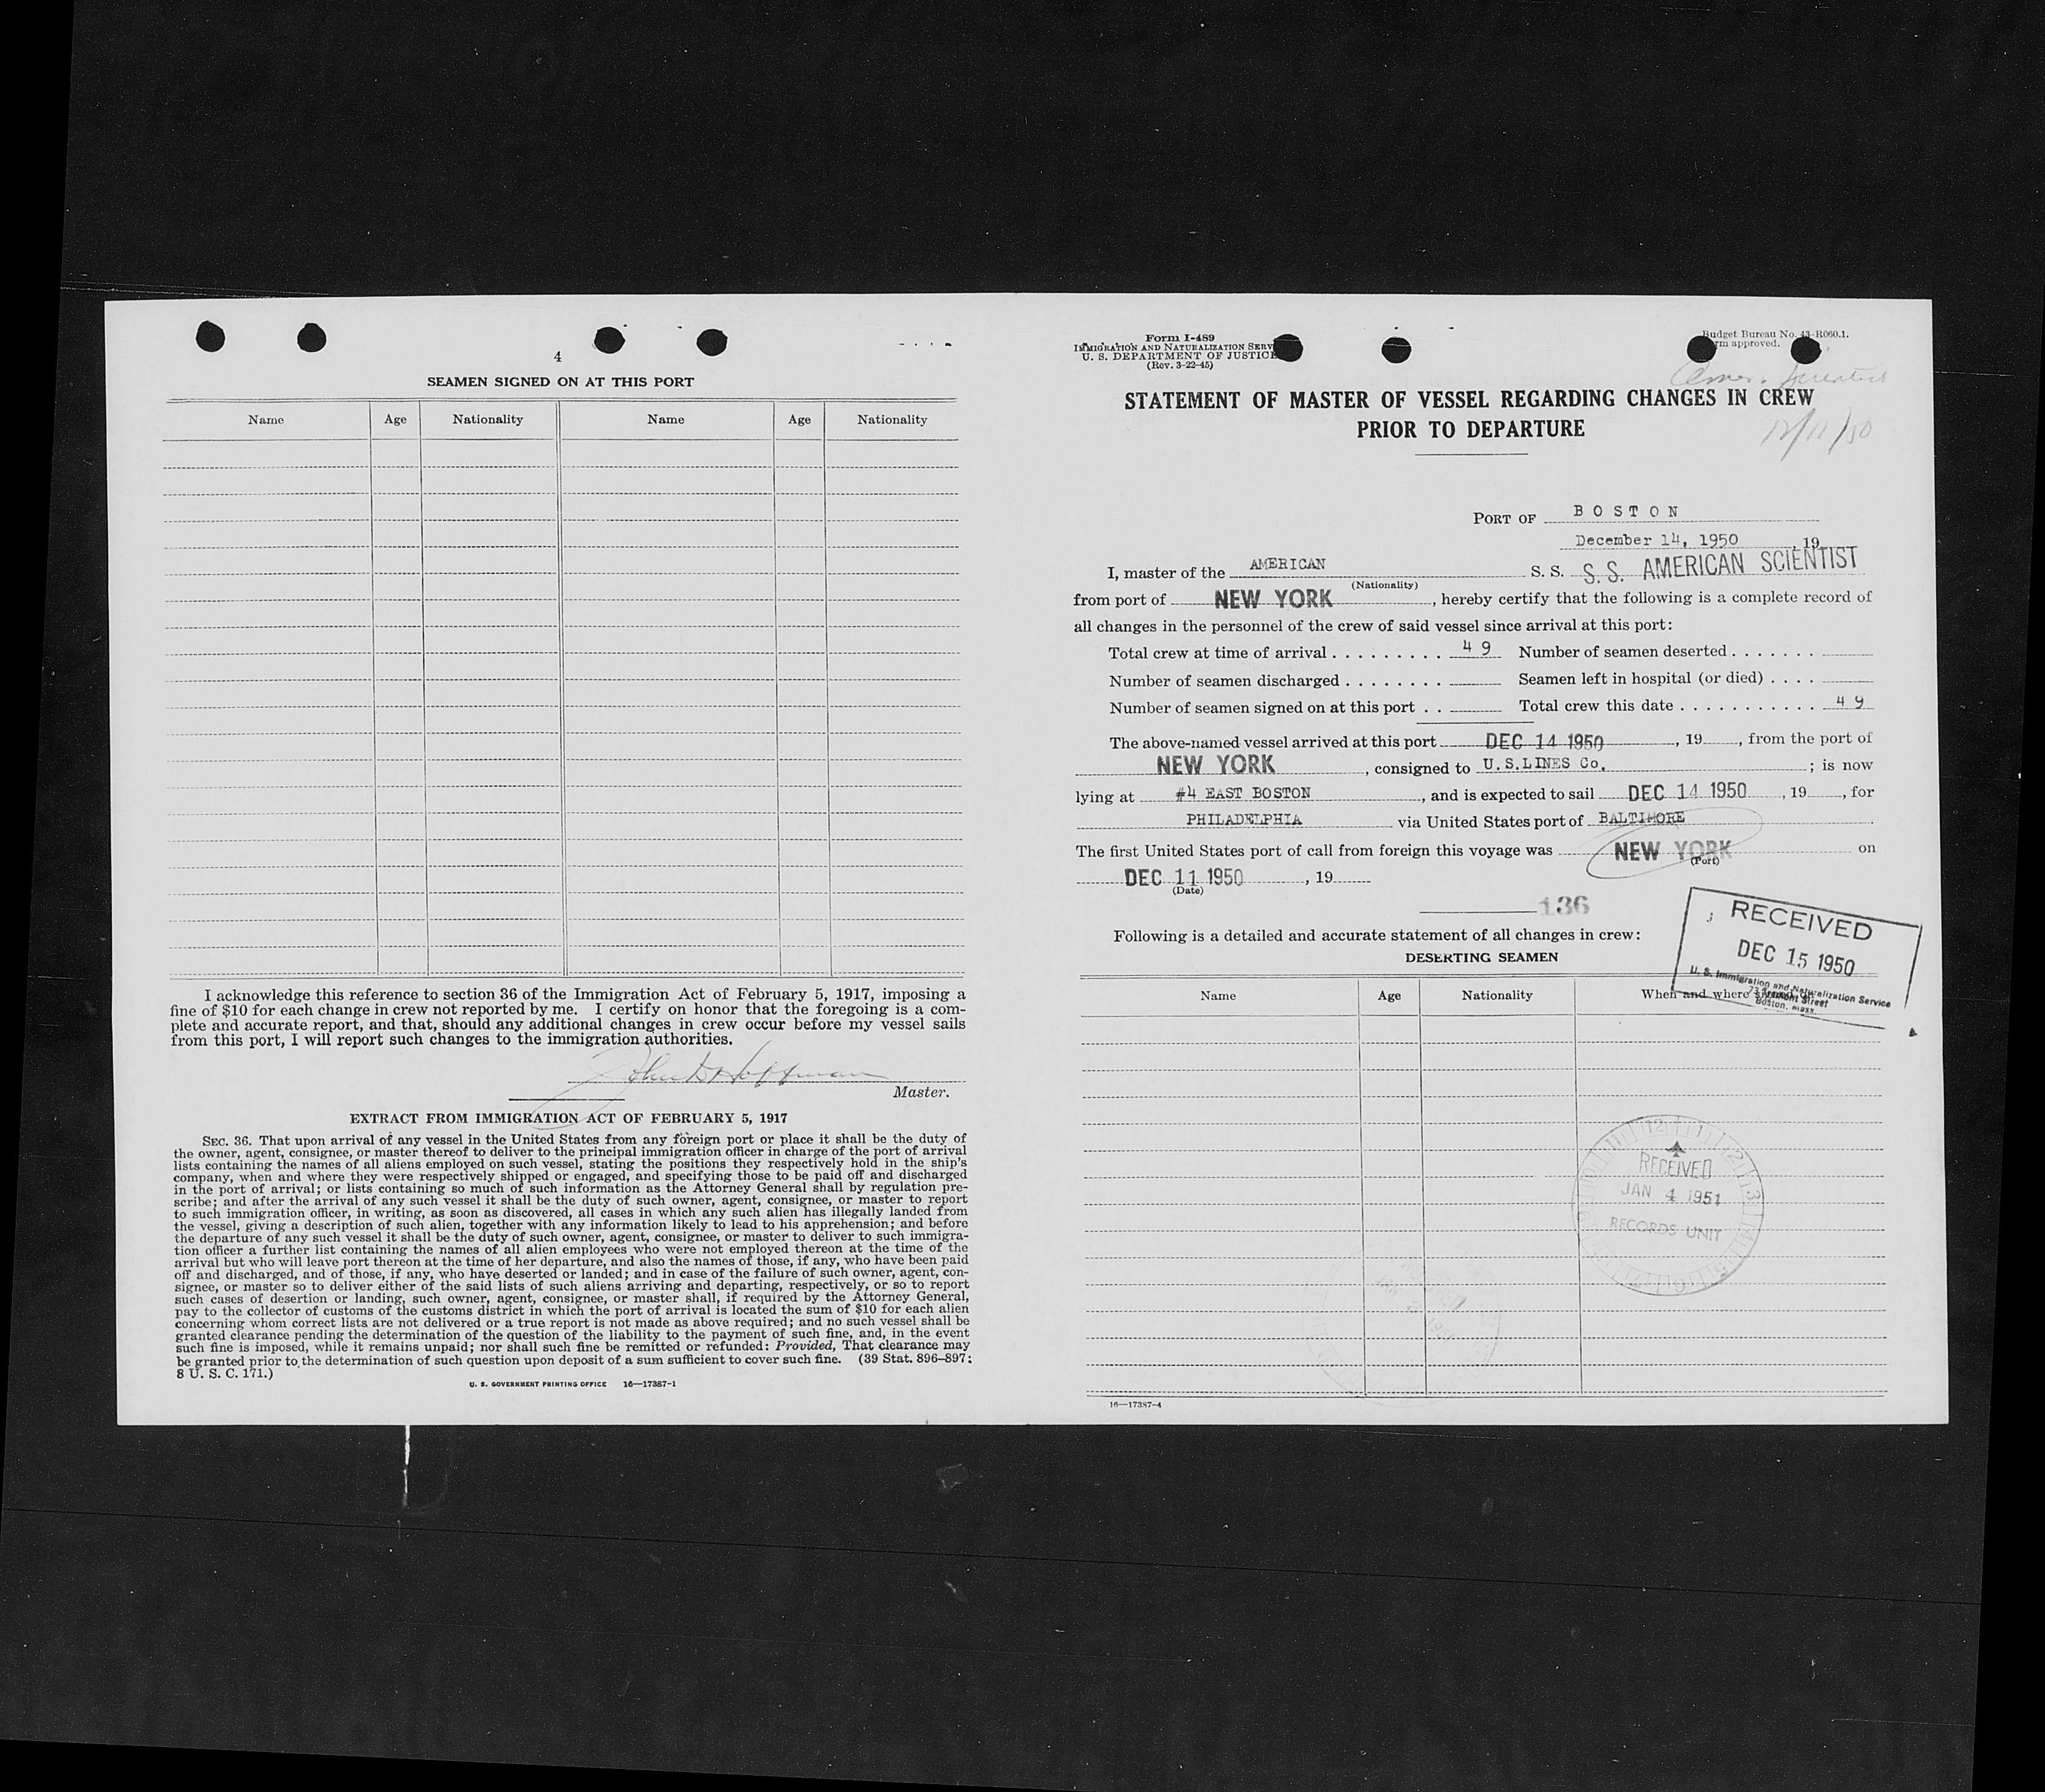 4
SEAMEN SIGNED ON AT THIS PORT
Name Age Nationality Name Age Nationality
I acknowledge this reference to section 36 of the Immigration Act of February 5, 1917, imposing a
fine of $10 for each change in crew not reported by me. I certify on honor that the foregoing is a com-
plete and accurate report, and that, should any additional changes in crew occur before my vessel sails
from this port, I will report such changes to the immigration authorities.
John D Hoffman
Master.
EXTRACT FROM IMMIGRATION ACT OF FEBRUARY 5, 1917
SEC. 36. That upon arrival of any vessel in the United States from any foreign port or place it shall be the duty of
the owner, agent, consignee, or master thereof to deliver to the principal immigration officer in charge of the port of arrival
lists containing the names of all aliens employed on such vessel, stating the positions they respectively hold in the ship's
company, when and where they were respectively shipped or engaged, and specifying those to be paid off and discharged
in the port of arrival; or lists containing so much of such information as the Attorney General shall by regulation pre-
scribe; and after the arrival of any such vessel it shall be the duty of such owner, agent, consignee, or master to report
to such immigration officer, in writing, as soon as discovered, all cases in which any such alien has illegally landed from
the vessel, giving a description of such alien, together with any information likely to lead to his apprehension; and before
the departure of any such vessel it shall be the duty of such owner, agent, consignee, or master to deliver to such immigra-
tion officer a further list containing the names of all alien employees who were not employed thereon at the time of the
arrival but who will leave port thereon at the time of her departure, and also the names of those, if any, who have been paid
off and discharged, and of those, if any, who have deserted or landed; and in case of the failure of such owner, agent, con-
signee, or master so to deliver either of the said lists of such aliens arriving and departing, respectively, or so to report
such cases of desertion or landing, such owner, agent, consignee, or master shall, if required by the Attorney General,
pay to the collector of customs of the customs district in which the port of arrival is located the sum of $10 for each alien
concerning whom correct lists are not delivered or a true report is not made as above required; and no such vessel shall be
granted clearance pending the determination of the question of the liability to the payment of such fine, and, in the event
such fine is imposed, while it remains unpaid; nor shall such fine be remitted or refunded: Provided, That clearance may
be granted prior to the determination of such question upon deposit of a sum sufficient to cover such fine. (39 Stat. 896–897;
8 U. S. C. 171.)
U. S. GOVERNMENT PRINTING OFFICE 16—17387-1
Form I-489
IMMIGRATION AND NATURALIZATION SERV
U. S. DEPARTMENT OF JUSTICE
(Rev. 3-22-45)
Budget Bureau No. 43-R060.1.
rm approved.
Amer. Scientist
STATEMENT OF MASTER OF VESSEL REGARDING CHANGES IN CREW
PRIOR TO DEPARTURE
12/11/50
PORT OF BOSTON
December 14, 1950, 19
I, master of the AMERICAN S. S. S.S. AMERICAN SCIENTIST
(Nationality)
from port of NEW YORK, hereby certify that the following is a complete record of
all changes in the personnel of the crew of said vessel since arrival at this port:
Total crew at time of arrival . . . . . . . . . 49 Number of seamen deserted . . . . . . .
Number of seamen discharged . . . . . . . . Seamen left in hospital (or died) . . . .
Number of seamen signed on at this port . . Total crew this date . . . . . . . . . . . 49
The above-named vessel arrived at this port DEC 14 1950, 19, from the port of
NEW YORK, consigned to U.S.LINES Co. ; is now
lying at #4 EAST BOSTON, and is expected to sail DEC 14 1950, 19, for
PHILADELPHIA via United States port of BALTIMORE
The first United States port of call from foreign this voyage was NEW YORK on
(Port)
DEC 11 1950, 19
(Date)
136
Following is a detailed and accurate statement of all changes in crew:
RECEIVED
DEC 15 1950
U. S. Immigration and Naturalization Service
Boston, Mass.
DESERTING SEAMEN
Name Age Nationality When and where
RECEIVED
JAN 4 1951
RECORDS UNIT
16—17387-4